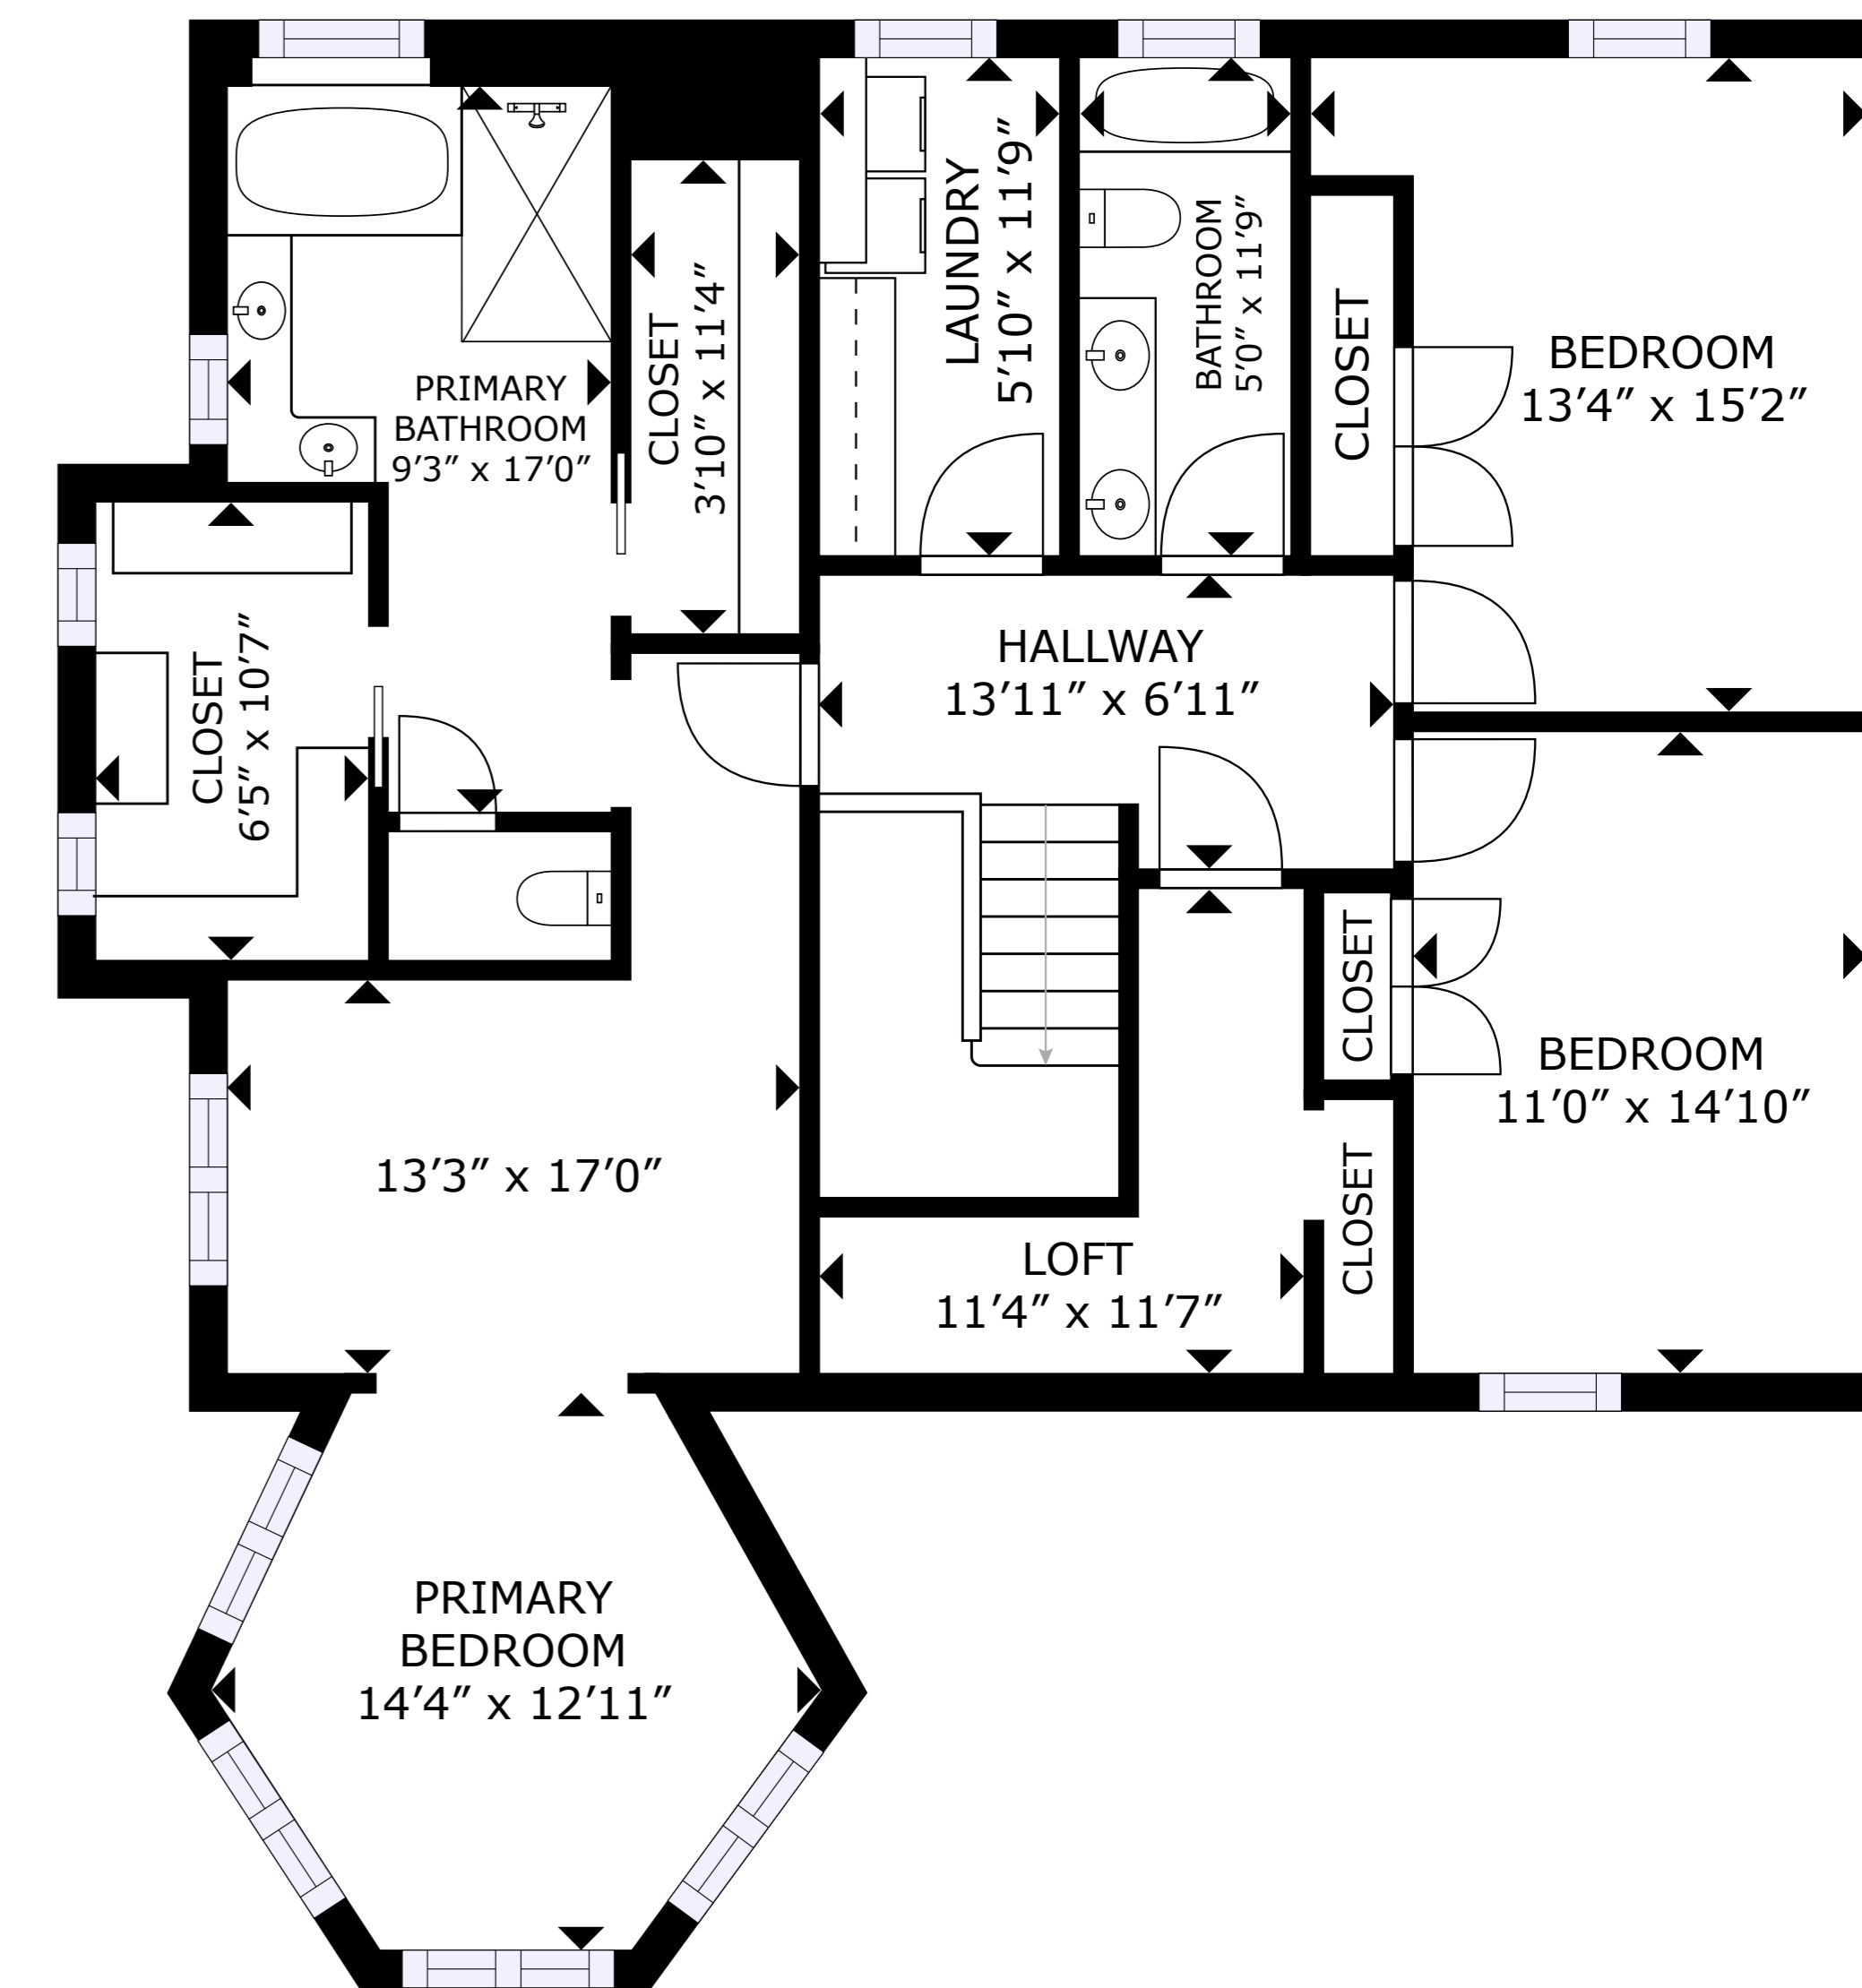 PRIMARY
BATHROOM
9′3″ x 17′0″
CLOSET
3′10″ x 11′4″
LAUNDRY
5′10″ x 11′9″
BATHROOM
5′0″ x 11′9″
CLOSET
BEDROOM
13′4″ x 15′2″
CLOSET
6′5″ x 10′7″
HALLWAY
13′11″ x 6′11″
CLOSET
BEDROOM
11′0″ x 14′10″
13′3″ x 17′0″
LOFT
11′4″ x 11′7″
CLOSET
PRIMARY
BEDROOM
14′4″ x 12′11″